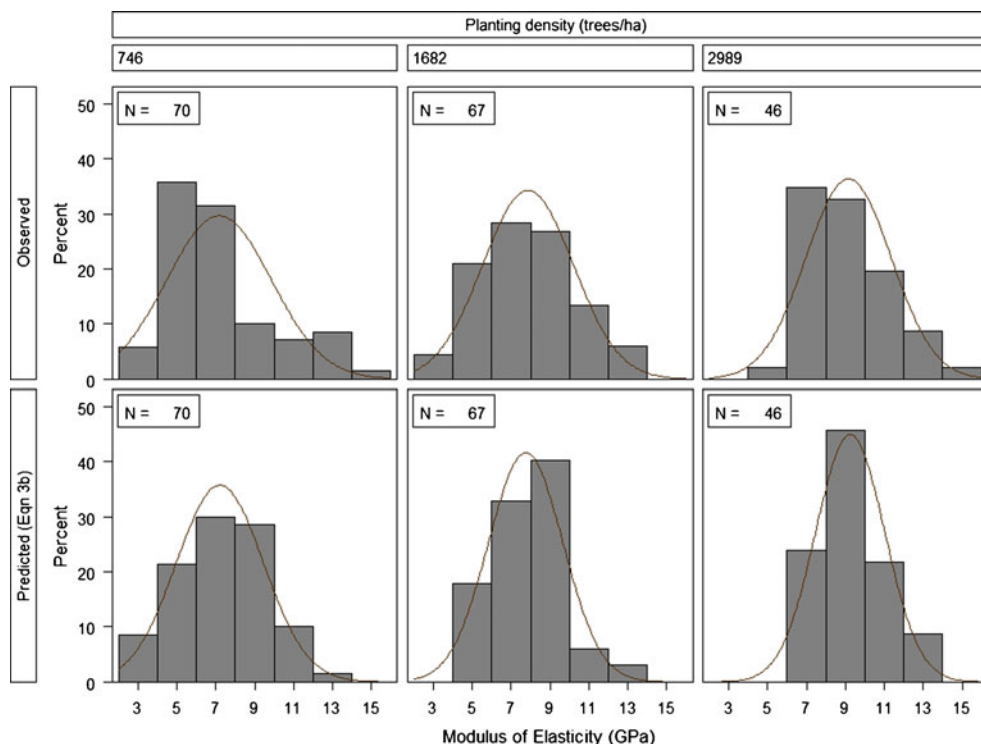 Planting density (trees/ha)
746 1682 2989
Observed
Percent
50
40
30
20
10
0
N = 70
N = 67
N = 46
Predicted (Eqn 3b)
Percent
50
40
30
20
10
0
N = 70
N = 67
N = 46
3 5 7 9 11 13 15 3 5 7 9 11 13 15 3 5 7 9 11 13 15
Modulus of Elasticity (GPa)